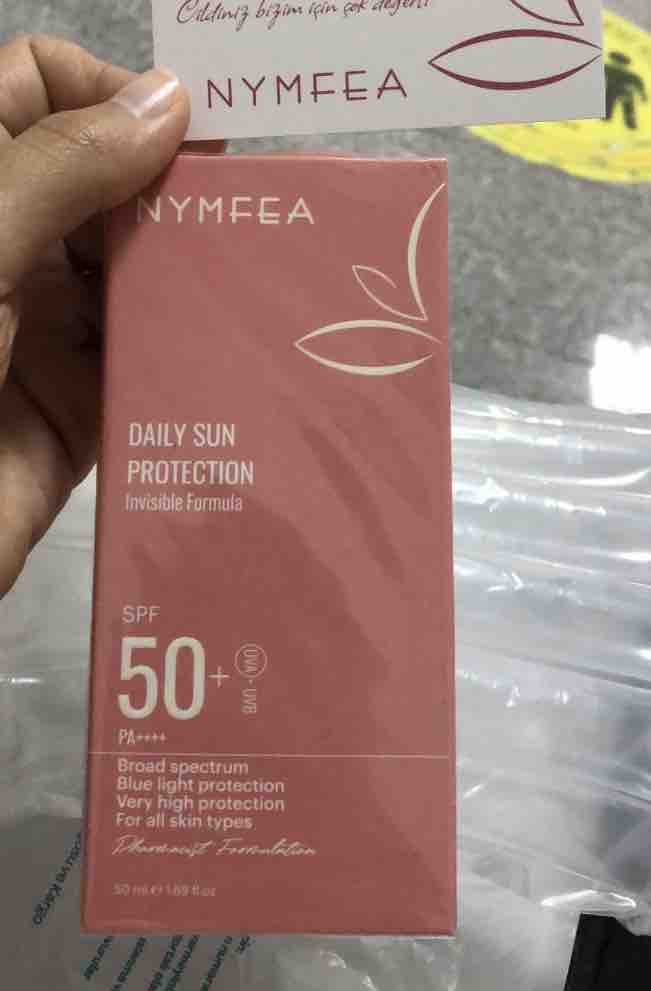 Cildiniz bizim için çok değerli
NYMFEA
NYMFEA
DAILY SUN
PROTECTION
Invisible Formula
SPF
50+
UVA • UVB
PA++++
Broad spectrum
Blue light protection
Very high protection
For all skin types
Pharmacist Formulation
50 ml e 1.69 fl oz